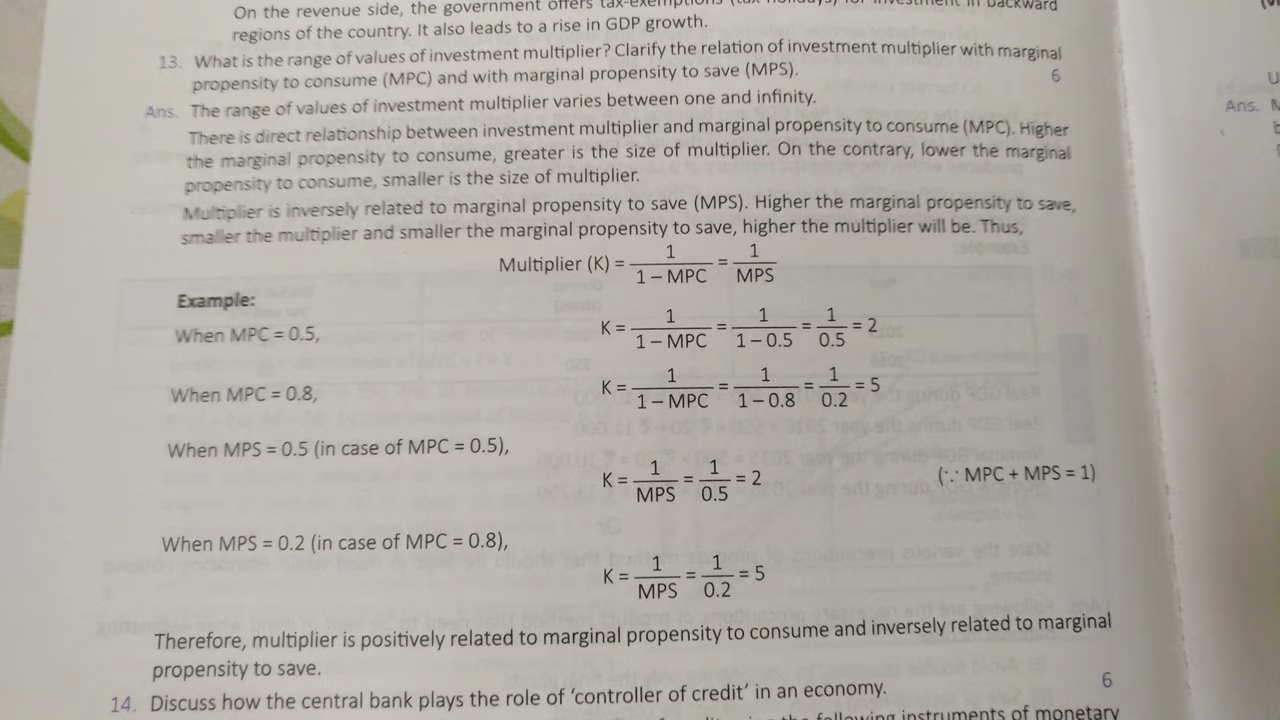 On the revenue side, the government offers tax-exemptions (tax holidays) for investment in backward
regions of the country. It also leads to a rise in GDP growth.
13. What is the range of values of investment multiplier? Clarify the relation of investment multiplier with marginal
propensity to consume (MPC) and with marginal propensity to save (MPS). 6
Ans. The range of values of investment multiplier varies between one and infinity.
There is direct relationship between investment multiplier and marginal propensity to consume (MPC). Higher
the marginal propensity to consume, greater is the size of multiplier. On the contrary, lower the marginal
propensity to consume, smaller is the size of multiplier.
Multiplier is inversely related to marginal propensity to save (MPS). Higher the marginal propensity to save,
smaller the multiplier and smaller the marginal propensity to save, higher the multiplier will be. Thus,
Multiplier (K) = 1 / (1 – MPC) = 1 / MPS
Example:
When MPC = 0.5, K = 1 / (1 – MPC) = 1 / (1 – 0.5) = 1 / 0.5 = 2
When MPC = 0.8, K = 1 / (1 – MPC) = 1 / (1 – 0.8) = 1 / 0.2 = 5
When MPS = 0.5 (in case of MPC = 0.5),
K = 1 / MPS = 1 / 0.5 = 2 (∵ MPC + MPS = 1)
When MPS = 0.2 (in case of MPC = 0.8),
K = 1 / MPS = 1 / 0.2 = 5
Therefore, multiplier is positively related to marginal propensity to consume and inversely related to marginal
propensity to save.
14. Discuss how the central bank plays the role of ‘controller of credit’ in an economy. 6
following instruments of monetary
Ans.